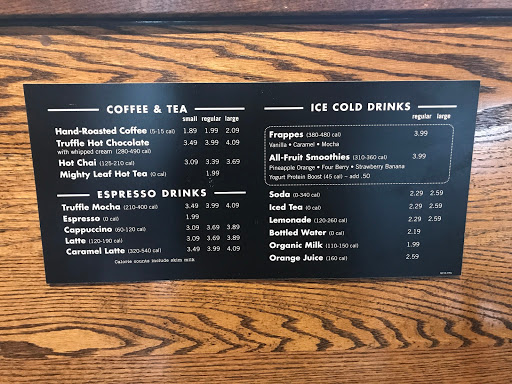 COFFEE & TEA
small regular large
Hand-Roasted Coffee (5-15 cal) 1.89 1.99 2.09
Truffle Hot Chocolate 3.49 3.99 4.09
with whipped cream (280-490 cal)
Hot Chai (125-210 cal) 3.09 3.39 3.69
Mighty Leaf Hot Tea (0 cal) 1.99
ESPRESSO DRINKS
Truffle Mocha (210-400 cal) 3.49 3.99 4.09
Espresso (0 cal) 1.99
Cappuccino (60-120 cal) 3.09 3.69 3.89
Latte (120-190 cal) 3.09 3.69 3.89
Caramel Latte (320-540 cal) 3.49 3.99 4.09
Calorie counts include skim milk
ICE COLD DRINKS
regular large
Frappes (380-480 cal) 3.99
Vanilla • Caramel • Mocha
All-Fruit Smoothies (310-360 cal) 3.99
Pineapple Orange • Four Berry • Strawberry Banana
Yogurt Protein Boost (45 cal) – add .50
Soda (0-340 cal) 2.29 2.59
Iced Tea (0 cal) 2.29 2.59
Lemonade (120-260 cal) 2.29 2.59
Bottled Water (0 cal) 2.19
Organic Milk (110-150 cal) 1.99
Orange Juice (160 cal) 2.59